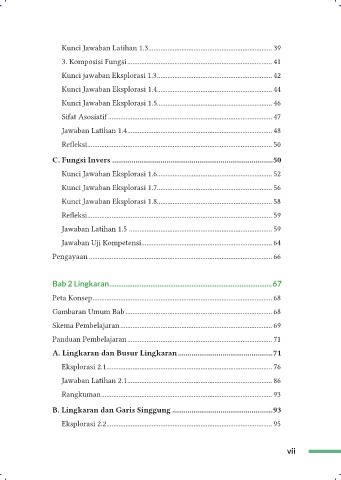 Kunci Jawaban Latihan 1.3 39
3. Komposisi Fungsi 41
Kunci jawaban Eksplorasi 1.3 42
Kunci Jawaban Eksplorasi 1.4 44
Kunci Jawaban Eksplorasi 1.5 46
Sifat Asosiatif 47
Jawaban Latihan 1.4 48
Refleksi 50
C. Fungsi Invers 50
Kunci Jawaban Eksplorasi 1.6 52
Kunci Jawaban Eksplorasi 1.7 56
Kunci Jawaban Eksplorasi 1.8 58
Refleksi 59
Jawaban Latihan 1.5 59
Jawaban Uji Kompetensi 64
Pengayaan 66
Bab 2 Lingkaran 67
Peta Konsep 68
Gambaran Umum Bab 68
Skema Pembelajaran 69
Panduan Pembelajaran 71
A. Lingkaran dan Busur Lingkaran 71
Eksplorasi 2.1 76
Jawaban Latihan 2.1 86
Rangkuman 93
B. Lingkaran dan Garis Singgung 93
Eksplorasi 2.2 95
vii